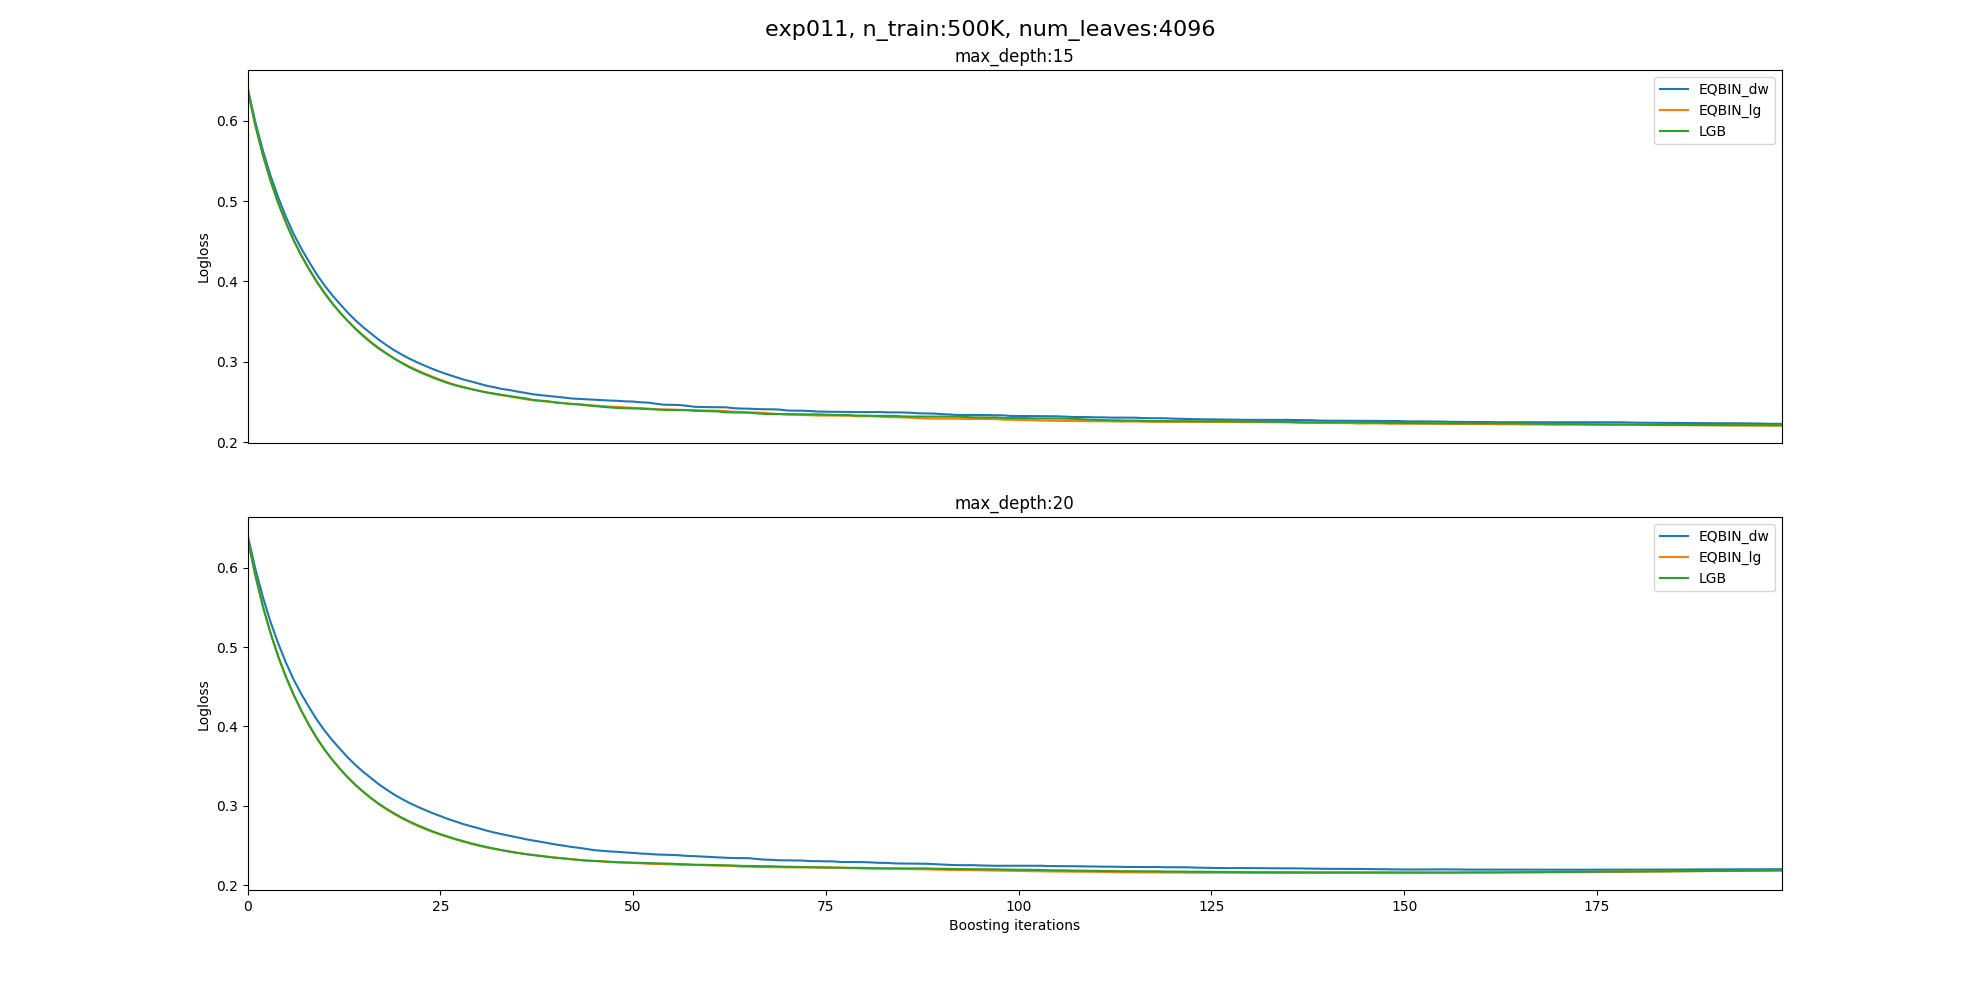 exp011, n_train:500K, num_leaves:4096
max_depth:15
EQBIN_dw
EQBIN_lg
LGB
0.6
0.5
0.4
0.3
0.2
Logloss
max_depth:20
EQBIN_dw
EQBIN_lg
LGB
0.6
0.5
0.4
0.3
0.2
Logloss
0 25 50 75 100 125 150 175
Boosting iterations